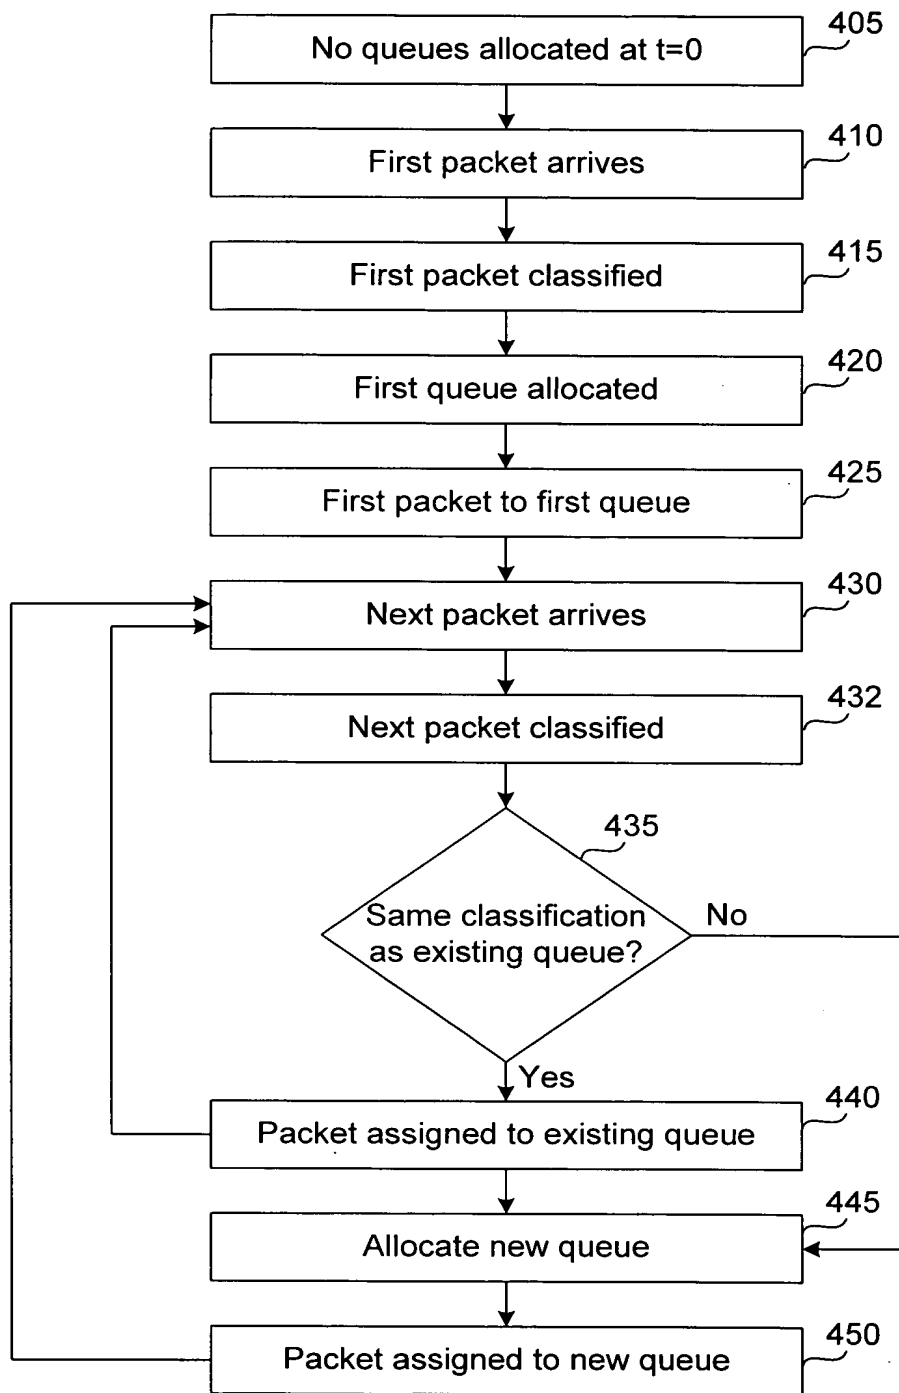 405
No queues allocated at t=0
410
First packet arrives
415
First packet classified
420
First queue allocated
425
First packet to first queue
430
Next packet arrives
432
Next packet classified
435
Same classification
as existing queue?
No
Yes
440
Packet assigned to existing queue
445
Allocate new queue
450
Packet assigned to new queue